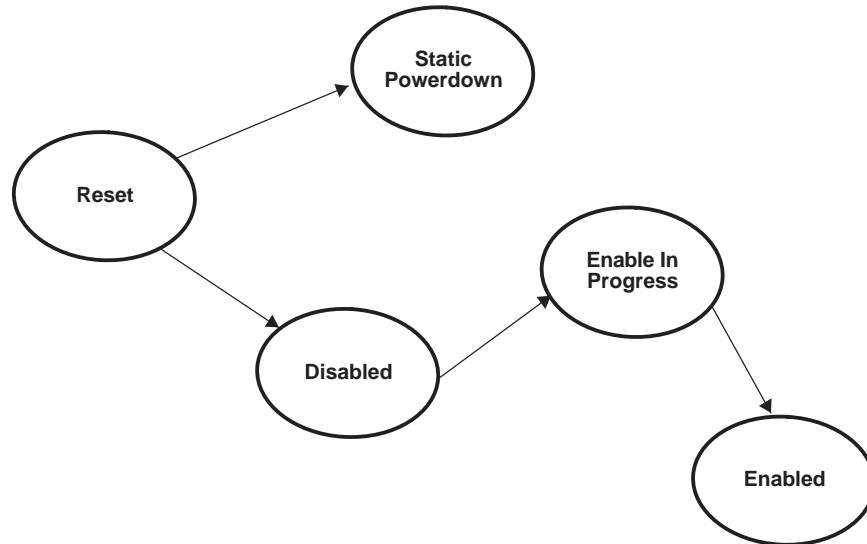 Static
Powerdown
Reset
Enable In
Progress
Disabled
Enabled